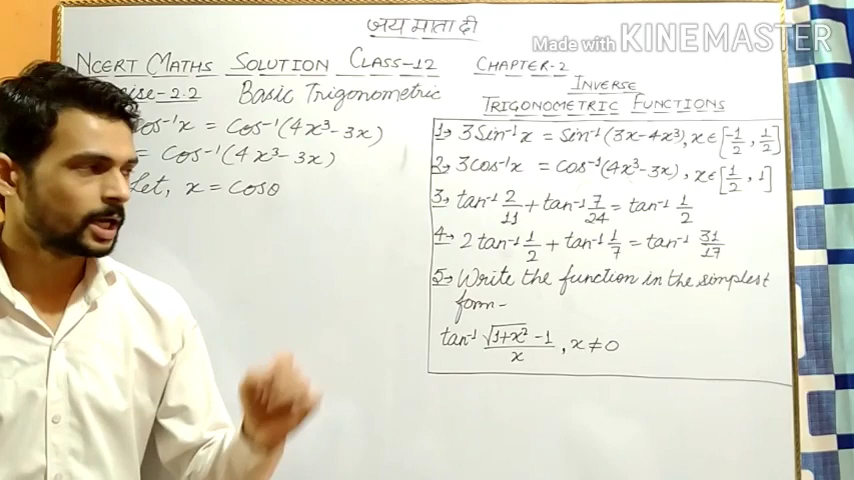 जय माता दी
Made with KINEMASTER
NCERT MATHS SOLUTION CLASS-12 CHAPTER-2
INVERSE
TRIGONOMETRIC FUNCTIONS
2.2 Basic Trigonometric
cos⁻¹x = cos⁻¹(4x³-3x)
= cos⁻¹(4x³-3x)
Let, x = cosθ
1→ 3sin⁻¹x = sin⁻¹(3x-4x³), x∈[-1/2, 1/2]
2→ 3cos⁻¹x = cos⁻¹(4x³-3x), x∈[1/2, 1]
3→ tan⁻¹ 2/11 + tan⁻¹ 7/24 = tan⁻¹ 1/2
4→ 2tan⁻¹ 1/2 + tan⁻¹ 1/7 = tan⁻¹ 31/17
5→ Write the function in the simplest
form-
tan⁻¹ (√(1+x²) -1)/x, x≠0